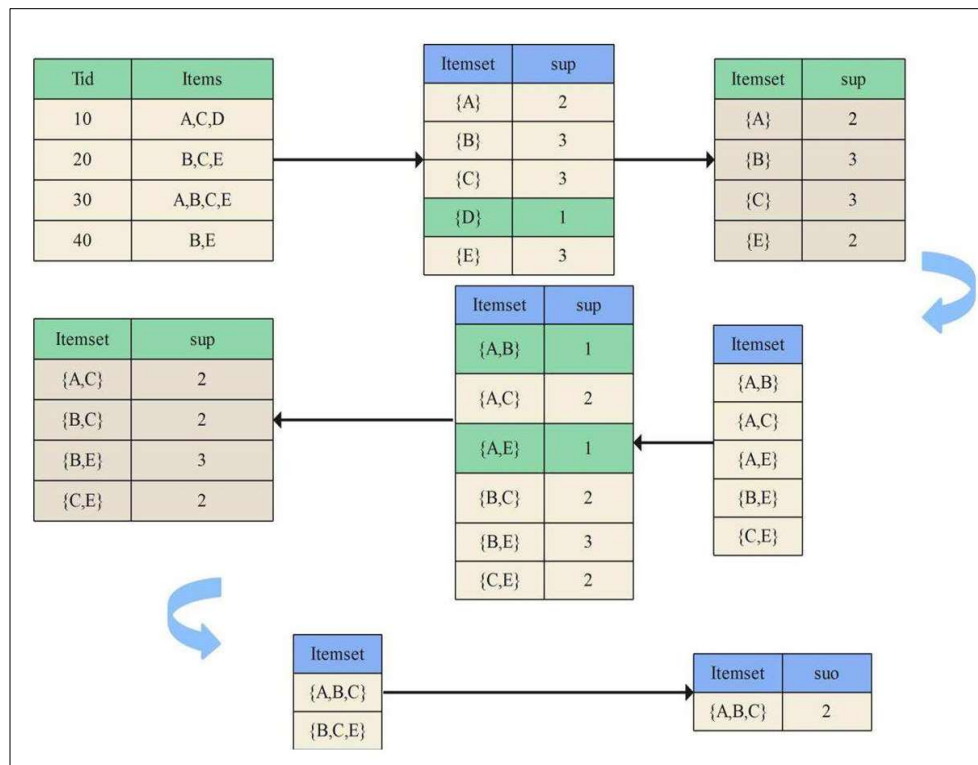 Tid Items
10 A,C,D
20 B,C,E
30 A,B,C,E
40 B,E
Itemset sup
{A} 2
{B} 3
{C} 3
{D} 1
{E} 3
Itemset sup
{A} 2
{B} 3
{C} 3
{E} 2
Itemset sup
{A,C} 2
{B,C} 2
{B,E} 3
{C,E} 2
Itemset sup
{A,B} 1
{A,C} 2
{A,E} 1
{B,C} 2
{B,E} 3
{C,E} 2
Itemset
{A,B}
{A,C}
{A,E}
{B,E}
{C,E}
Itemset
{A,B,C}
{B,C,E}
Itemset suo
{A,B,C} 2